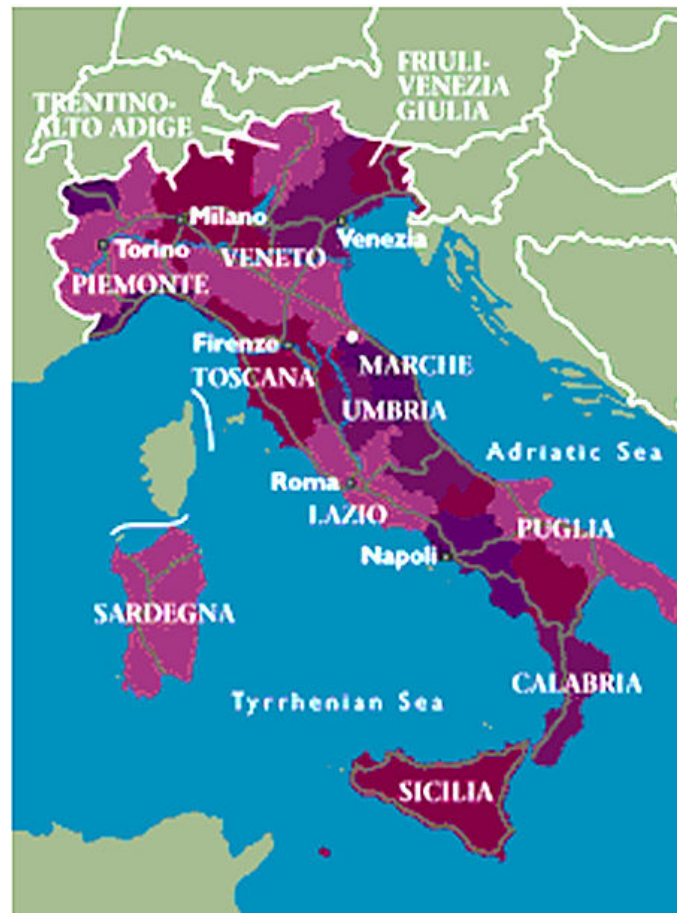 FRIULI-
VENEZIA
GIULIA
TRENTINO-
ALTO ADIGE
Milano
Venezia
Torino
VENETO
PIEMONTE
Firenze
MARCHE
TOSCANA
UMBRIA
Adriatic Sea
Roma
LAZIO
PUGLIA
Napoli
SARDEGNA
CALABRIA
Tyrrhenian Sea
SICILIA